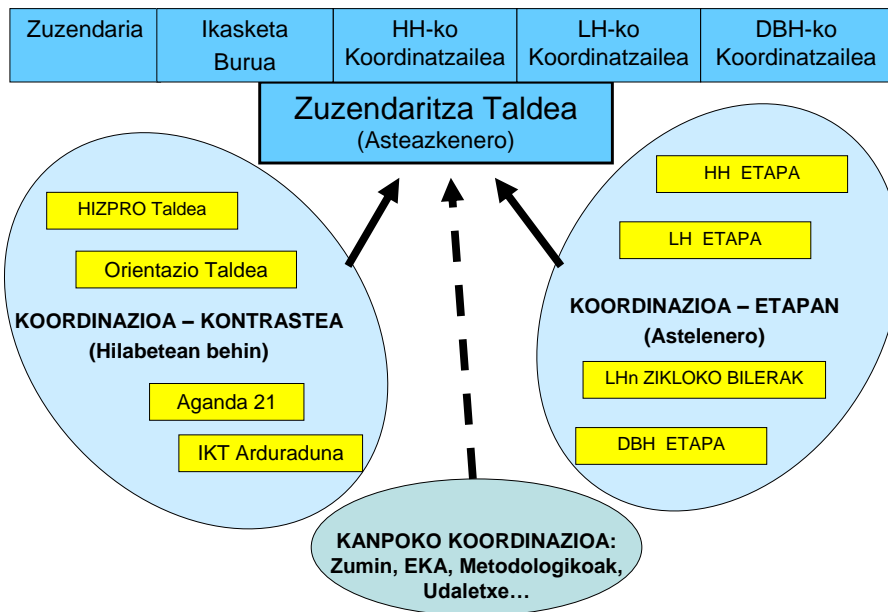 Zuzendaria
Ikasketa
Burua
HH-ko
Koordinatzailea
LH-ko
Koordinatzailea
DBH-ko
Koordinatzailea
Zuzendaritza Taldea
(Asteazkenero)
HIZPRO Taldea
Orientazio Taldea
KOORDINAZIOA – KONTRASTEA
(Hilabetean behin)
Aganda 21
IKT Arduraduna
HH ETAPA
LH ETAPA
KOORDINAZIOA – ETAPAN
(Astelenero)
LHn ZIKLOKO BILERAK
DBH ETAPA
KANPOKO KOORDINAZIOA:
Zumin, EKA, Metodologikoak,
Udaletxe…